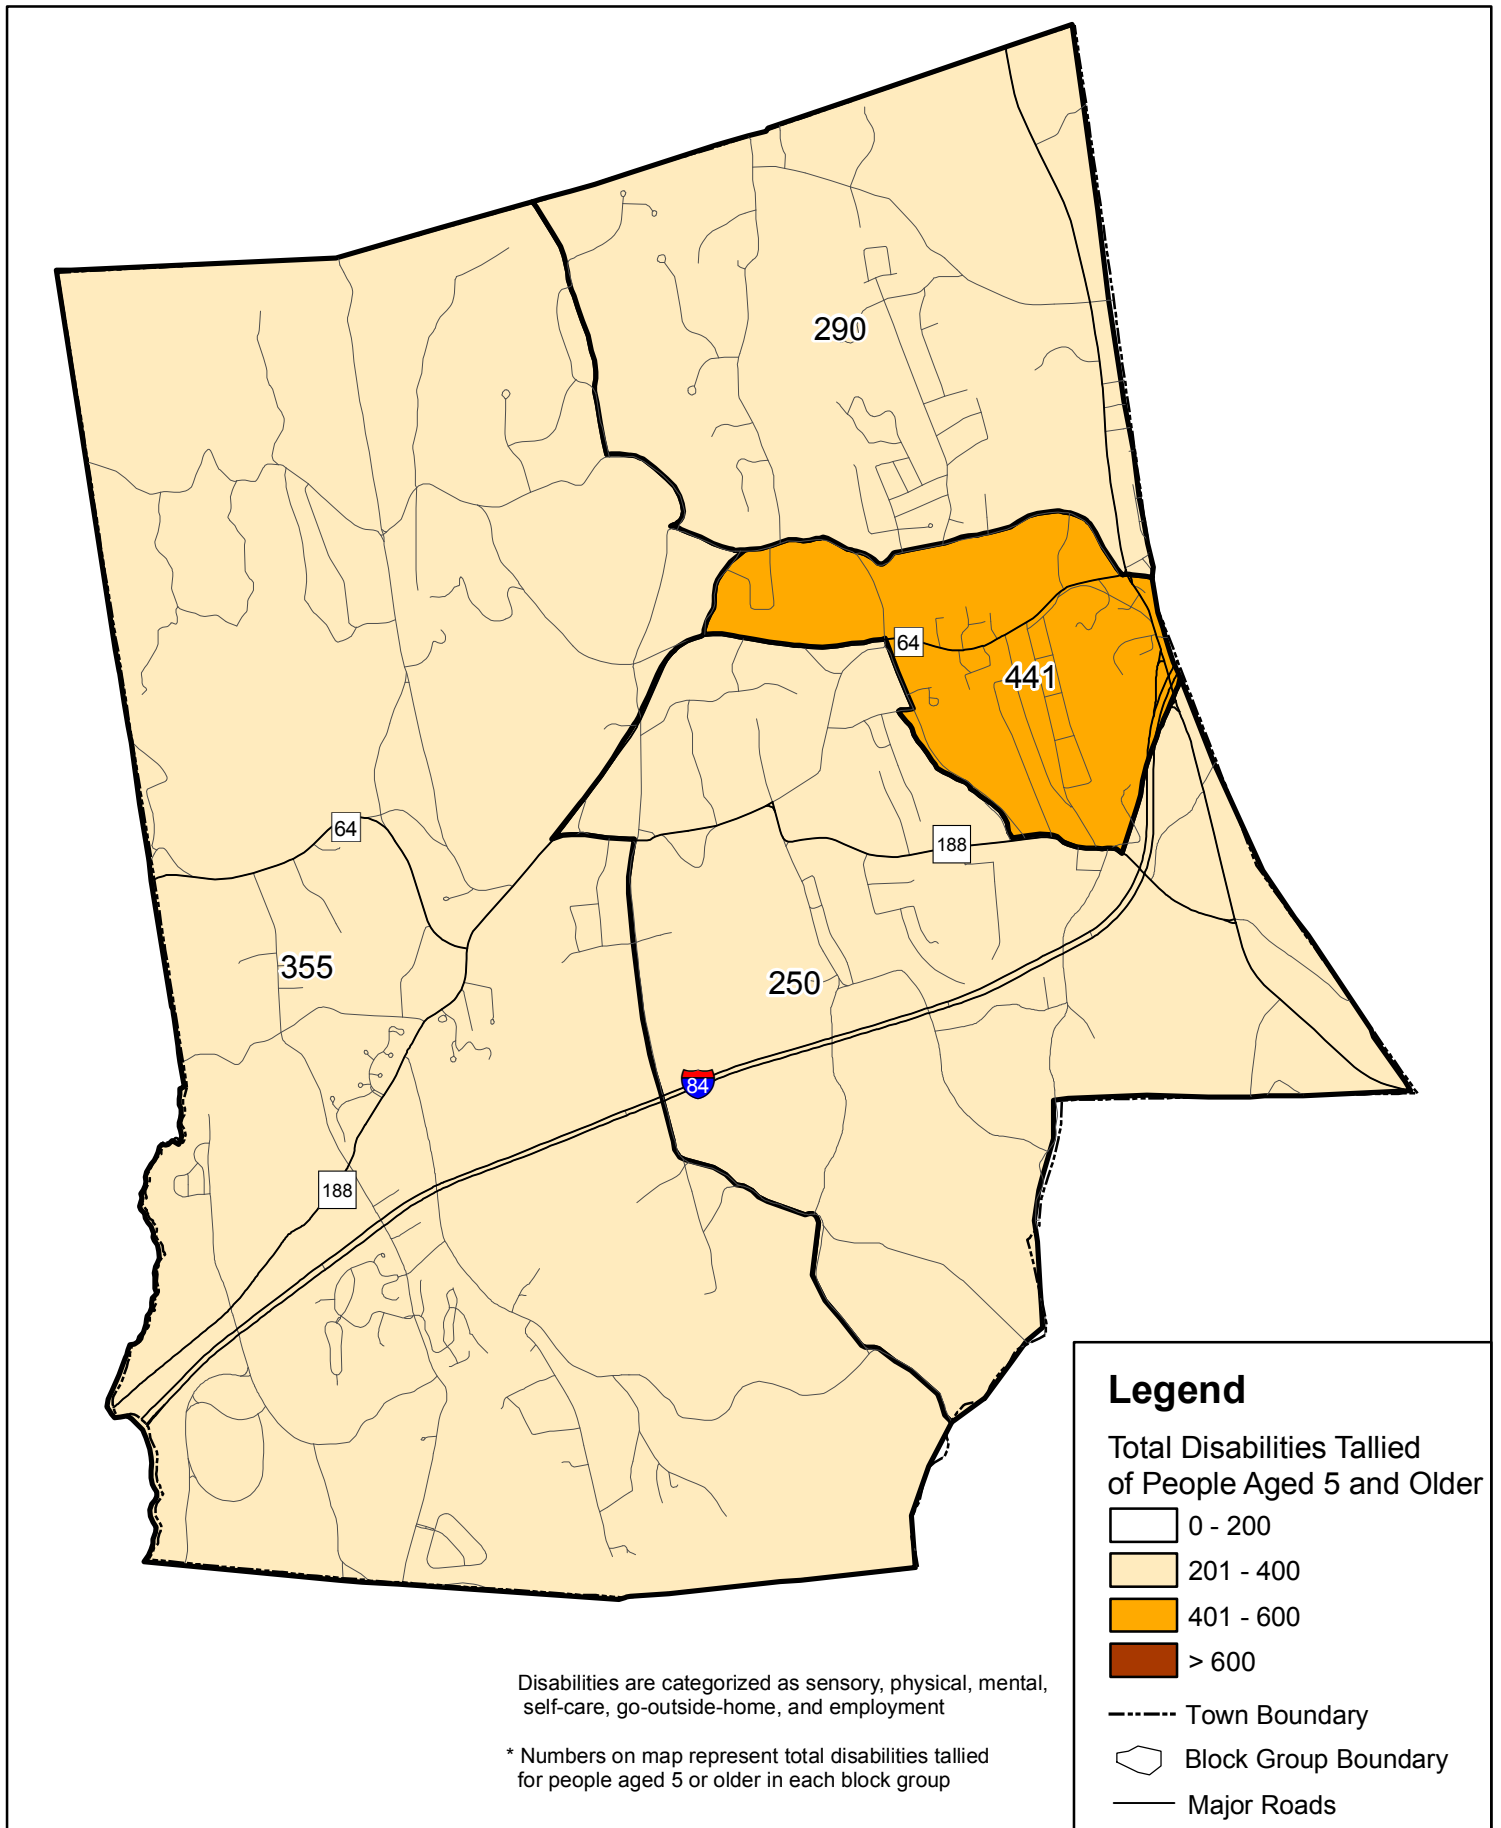 290
64
441
64
188
355
250
84
188
Legend
Total Disabilities Tallied
of People Aged 5 and Older
0 - 200
201 - 400
401 - 600
> 600
Town Boundary
Block Group Boundary
Major Roads
Disabilities are categorized as sensory, physical, mental,
self-care, go-outside-home, and employment
* Numbers on map represent total disabilities tallied
for people aged 5 or older in each block group